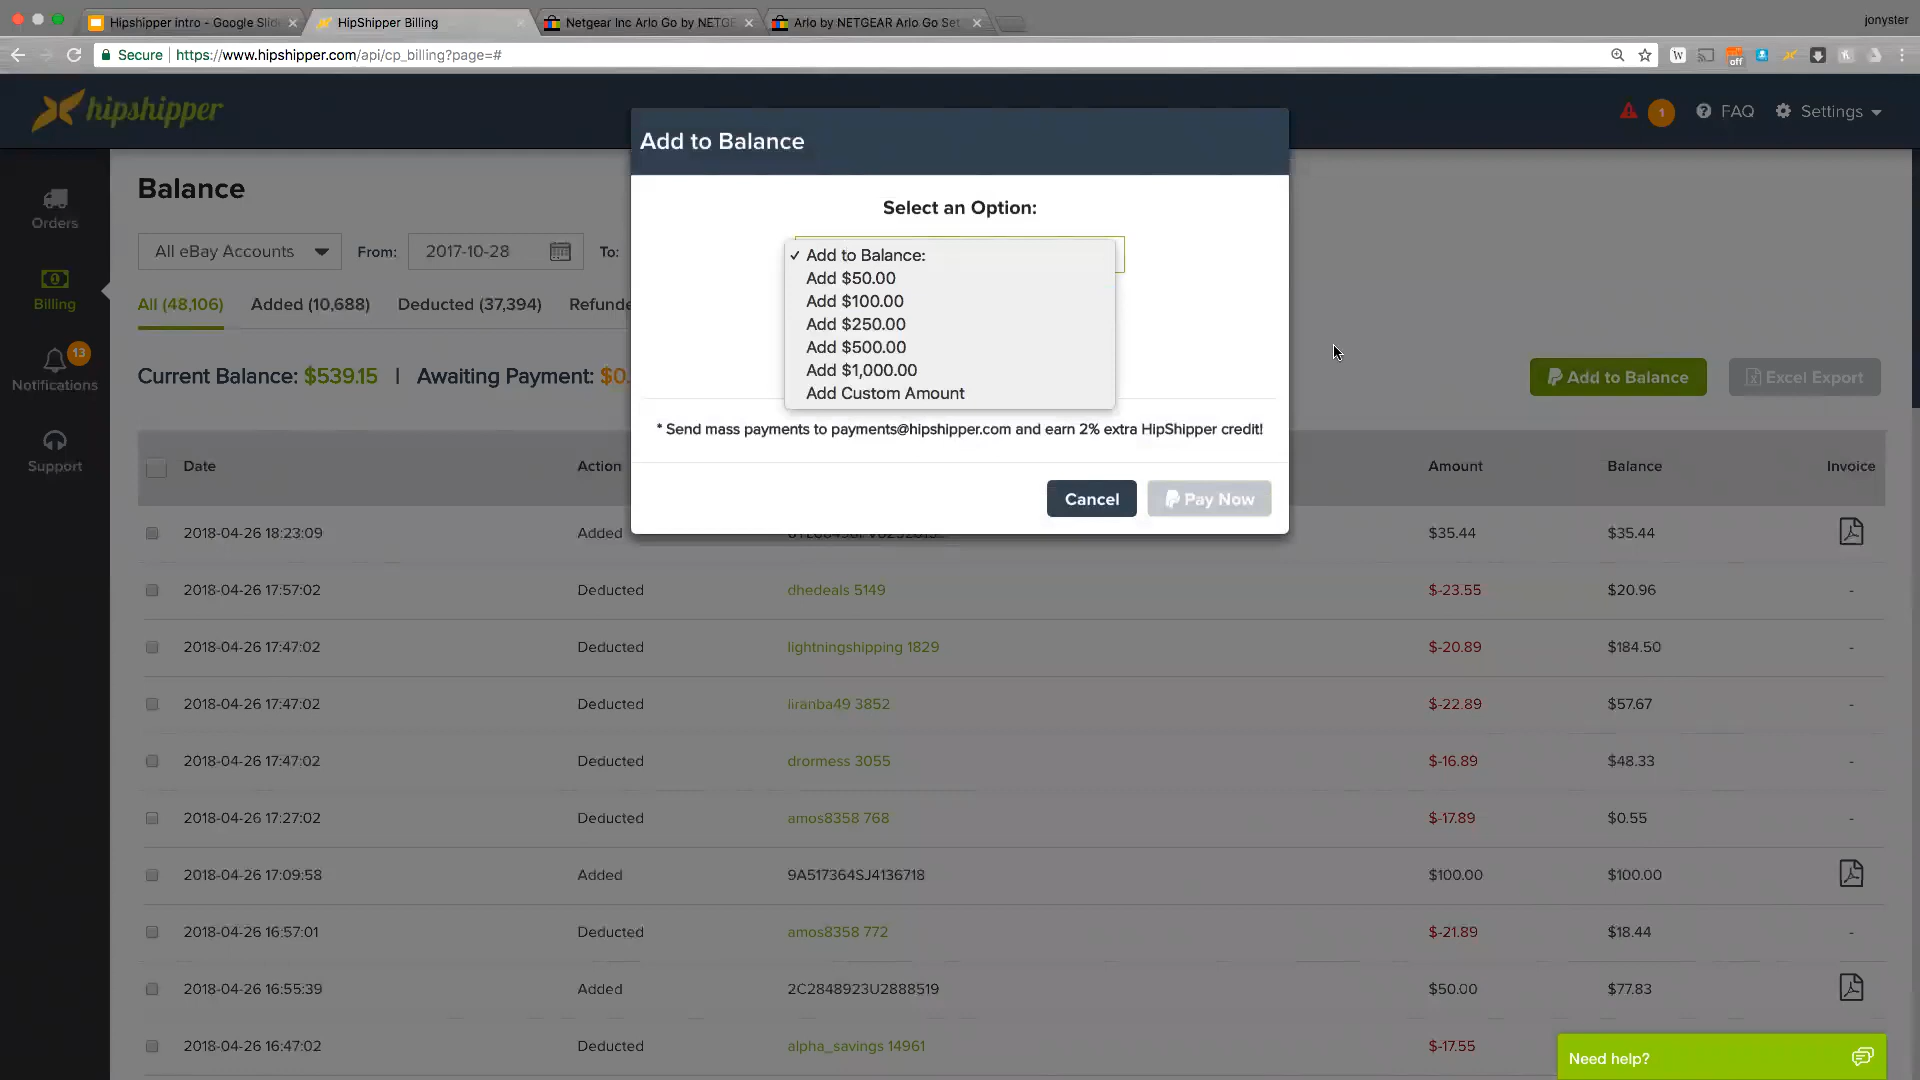 Hipshipper intro - Google Slid
HipShipper Billing
Netgear Inc Arlo Go by NETGE
Arlo by NETGEAR Arlo Go Set
jonyster
Secure
https://www.hipshipper.com/api/cp_billing?page=#
W
off
hipshipper
1
FAQ
Settings
Orders
Billing
13
Notifications
Support
Balance
All eBay Accounts
From:
2017-10-28
To:
All (48,106)
Added (10,688)
Deducted (37,394)
Refunde
Current Balance: $539.15 | Awaiting Payment: $0.
Add to Balance
Excel Export
Add to Balance
Select an Option:
✓ Add to Balance:
Add $50.00
Add $100.00
Add $250.00
Add $500.00
Add $1,000.00
Add Custom Amount
* Send mass payments to payments@hipshipper.com and earn 2% extra HipShipper credit!
Cancel
Pay Now
Date Action Amount Balance Invoice
2018-04-26 18:23:09 Added $35.44 $35.44
2018-04-26 17:57:02 Deducted dhedeals 5149 $-23.55 $20.96 -
2018-04-26 17:47:02 Deducted lightningshipping 1829 $-20.89 $184.50 -
2018-04-26 17:47:02 Deducted liranba49 3852 $-22.89 $57.67 -
2018-04-26 17:47:02 Deducted drormess 3055 $-16.89 $48.33 -
2018-04-26 17:27:02 Deducted amos8358 768 $-17.89 $0.55 -
2018-04-26 17:09:58 Added 9A517364SJ4136718 $100.00 $100.00
2018-04-26 16:57:01 Deducted amos8358 772 $-21.89 $18.44 -
2018-04-26 16:55:39 Added 2C2848923U2888519 $50.00 $77.83
2018-04-26 16:47:02 Deducted alpha_savings 14961 $-17.55
Need help?